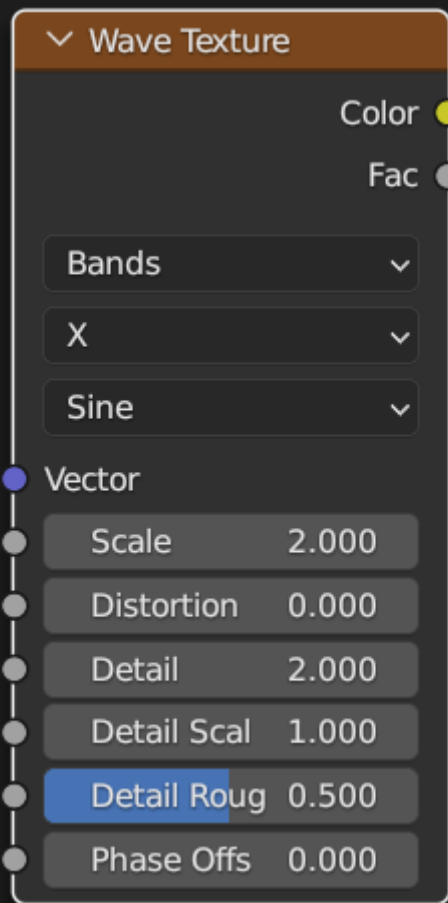 Wave Texture
Color
Fac
Bands
X
Sine
Vector
Scale 2.000
Distortion 0.000
Detail 2.000
Detail Scal 1.000
Detail Roug 0.500
Phase Offs 0.000